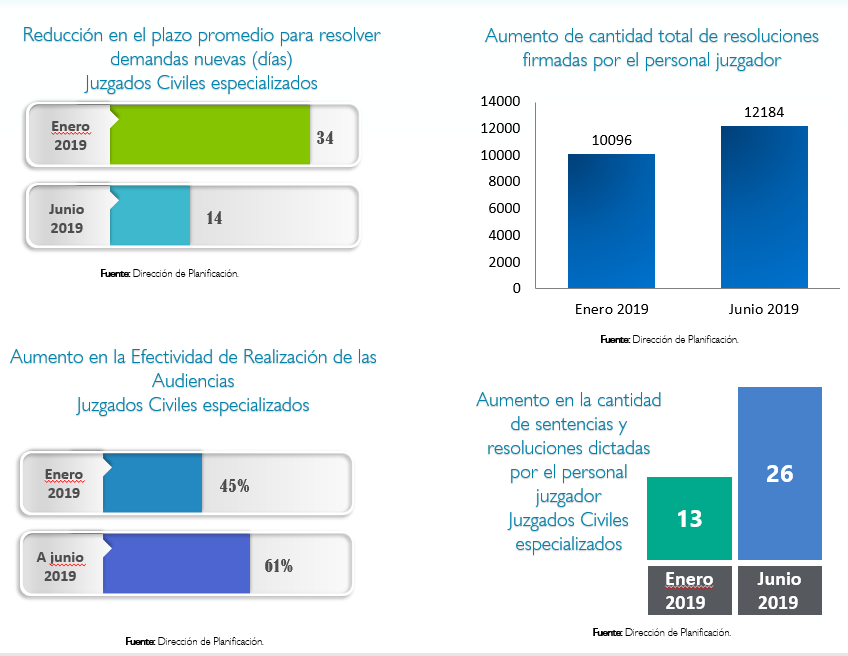 Reducción en el plazo promedio para resolver
demandas nuevas (días)
Juzgados Civiles especializados
Enero
2019
34
Junio
2019
14
Fuente: Dirección de Planificación.
Aumento de cantidad total de resoluciones
firmadas por el personal juzgador
14000
12000
10000
8000
6000
4000
2000
0
10096
12184
Enero 2019
Junio 2019
Fuente: Dirección de Planificación.
Aumento en la Efectividad de Realización de las
Audiencias
Juzgados Civiles especializados
Enero
2019
45%
A junio
2019
61%
Fuente: Dirección de Planificación.
Aumento en la cantidad
de sentencias y
resoluciones dictadas
por el personal
juzgador
Juzgados Civiles
especializados
13
26
Enero
2019
Junio
2019
Fuente: Dirección de Planificación.